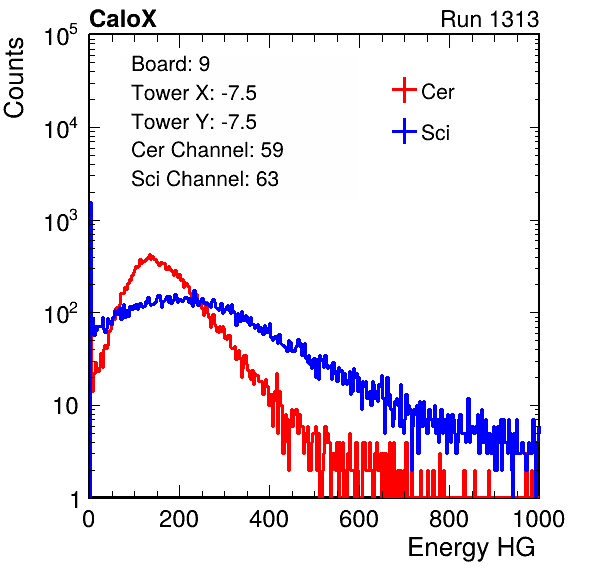 CaloX Run 1313
Counts
Board: 9
Tower X: -7.5
Tower Y: -7.5
Cer Channel: 59
Sci Channel: 63
Cer
Sci
10^5
10^4
10^3
10^2
10
1
0 200 400 600 800 1000
Energy HG